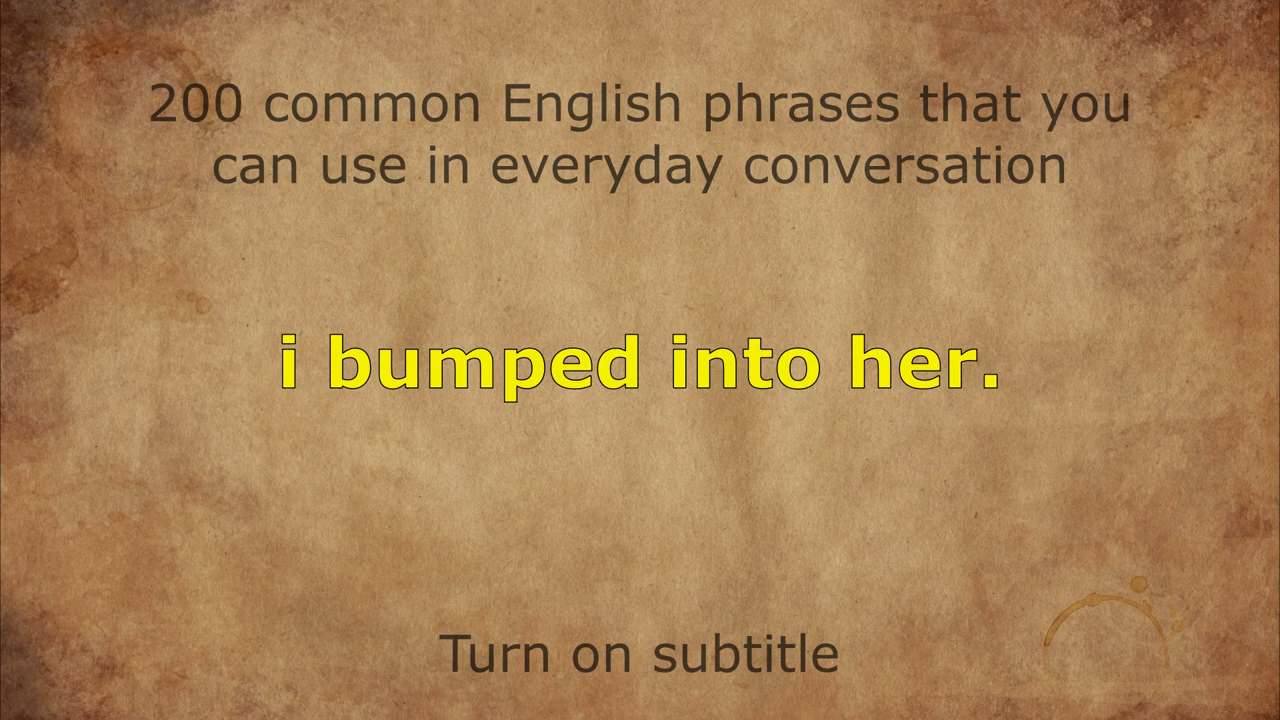 200 common English phrases that you
can use in everyday conversation
i bumped into her.
Turn on subtitle